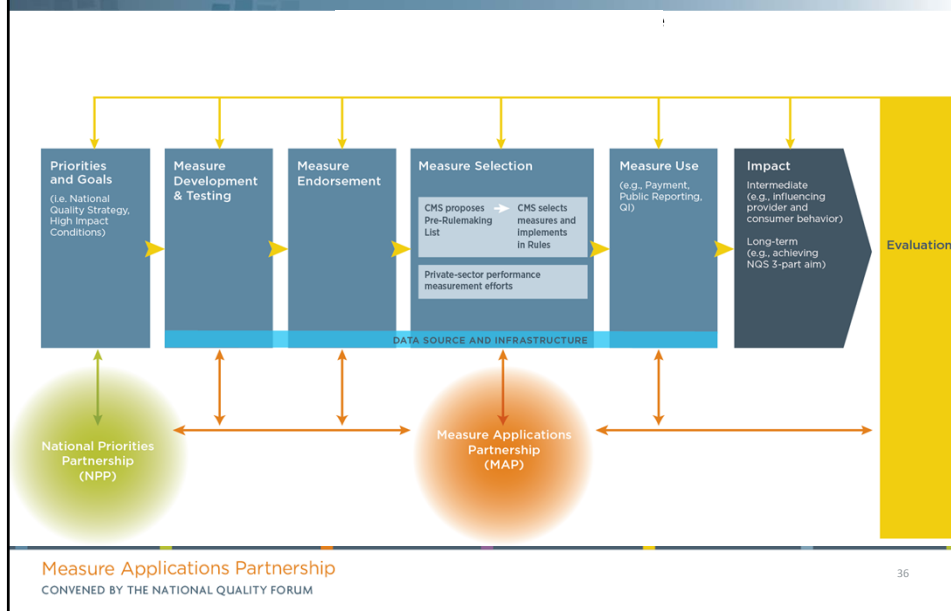 Priorities
and Goals
(i.e. National
Quality Strategy,
High Impact
Conditions)
Measure
Development
& Testing
Measure
Endorsement
Measure Selection
CMS proposes
Pre-Rulemaking
List
CMS selects
measures and
implements
in Rules
Private-sector performance
measurement efforts
Measure Use
(e.g., Payment,
Public Reporting,
QI)
Impact
Intermediate
(e.g., influencing
provider and
consumer behavior)
Long-term
(e.g., achieving
NQS 3-part aim)
Evaluation
DATA SOURCE AND INFRASTRUCTURE
National Priorities
Partnership
(NPP)
Measure Applications
Partnership
(MAP)
Measure Applications Partnership
CONVENED BY THE NATIONAL QUALITY FORUM
36